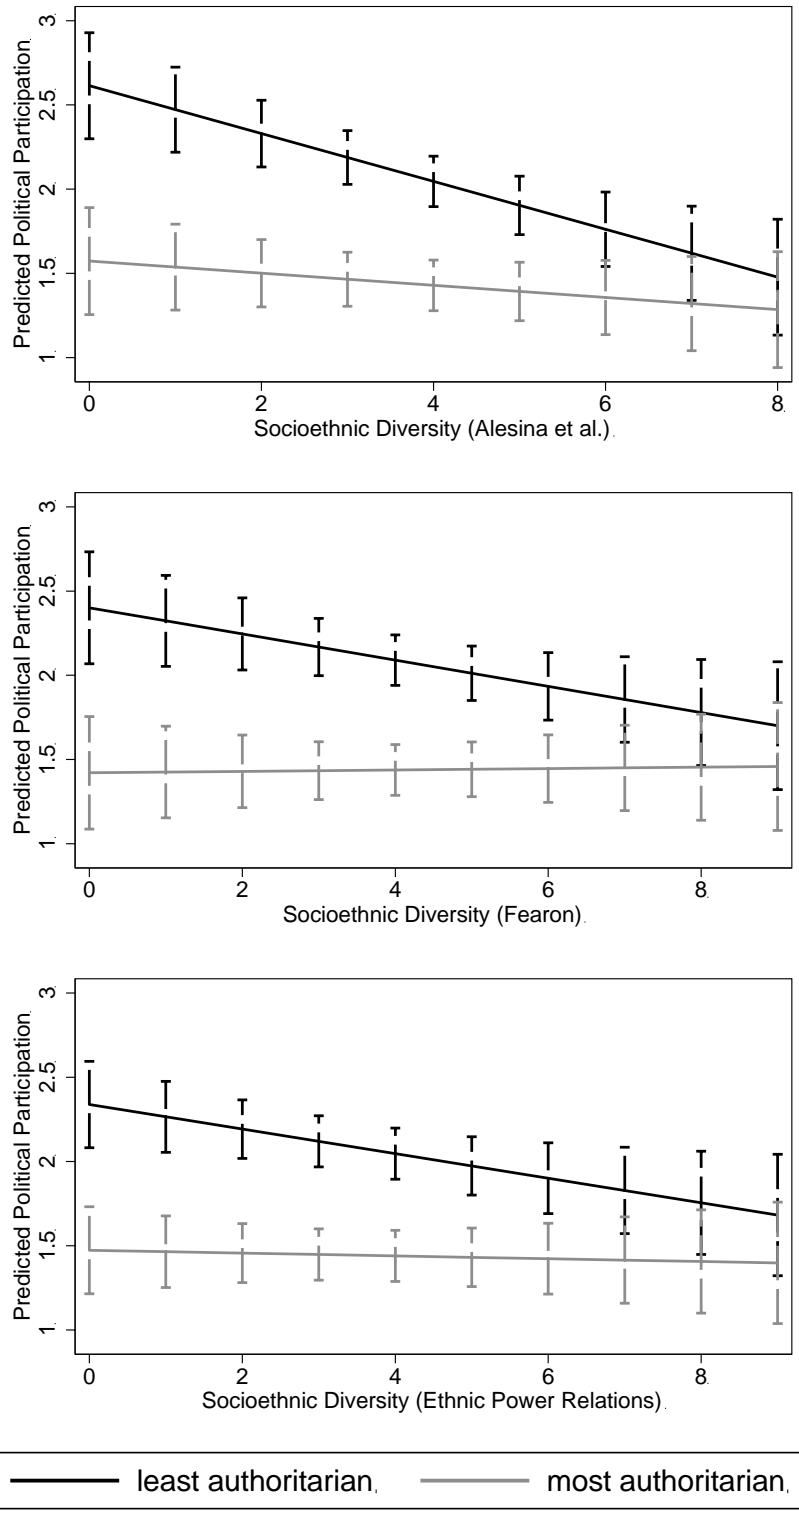 Predicted Political Participation
3
2.5
2
1.5
1
0 2 4 6 8
Socioethnic Diversity (Alesina et al.)
Predicted Political Participation
3
2.5
2
1.5
1
0 2 4 6 8
Socioethnic Diversity (Fearon)
Predicted Political Participation
3
2.5
2
1.5
1
0 2 4 6 8
Socioethnic Diversity (Ethnic Power Relations)
least authoritarian most authoritarian